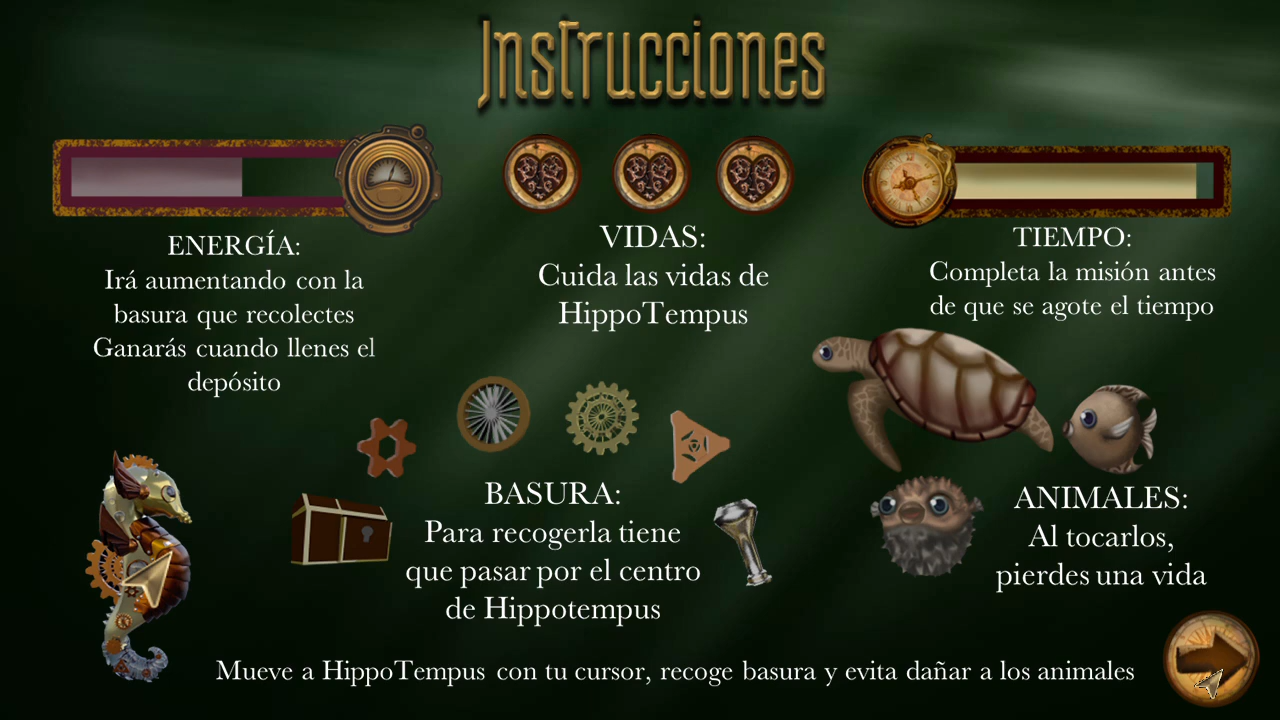 Instrucciones
ENERGÍA:
Irá aumentando con la
basura que recolectes
Ganarás cuando llenes el
depósito
VIDAS:
Cuida las vidas de
HippoTempus
TIEMPO:
Completa la misión antes
de que se agote el tiempo
BASURA:
Para recogerla tiene
que pasar por el centro
de Hippotempus
ANIMALES:
Al tocarlos,
pierdes una vida
Mueve a HippoTempus con tu cursor, recoge basura y evita dañar a los animales